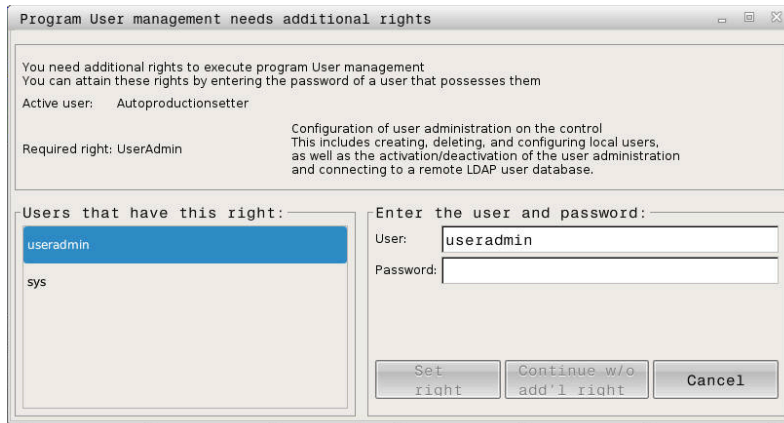 Program User management needs additional rights
You need additional rights to execute program User management
You can attain these rights by entering the password of a user that possesses them
Active user: Autoproductionsetter
Required right: UserAdmin
Configuration of user administration on the control
This includes creating, deleting, and configuring local users,
as well as the activation/deactivation of the user administration
and connecting to a remote LDAP user database.
Users that have this right:
useradmin
sys
Enter the user and password:
User: useradmin
Password:
Set
right
Continue w/o
add'l right
Cancel